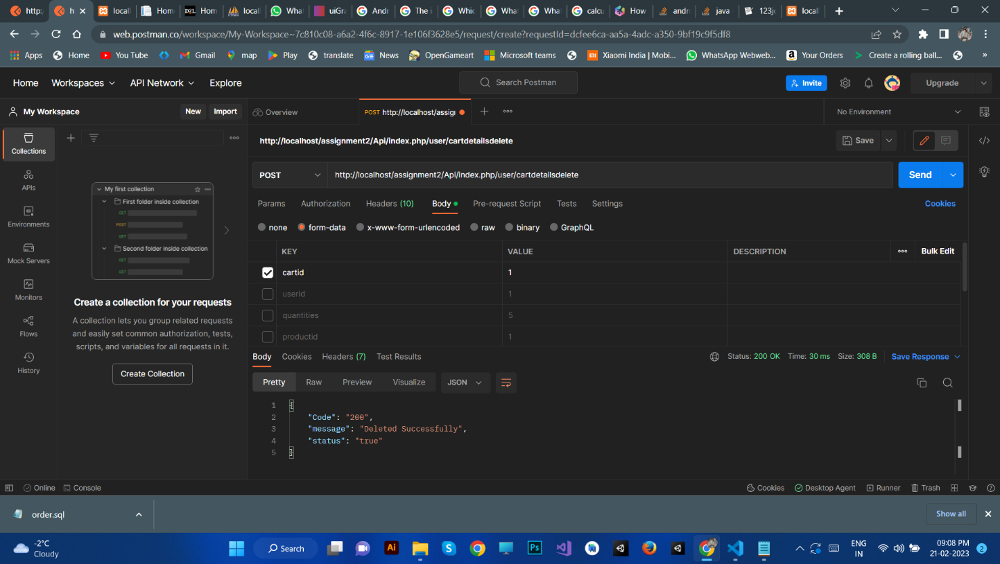 http:/
h
locall
Hom
D2L Hom
locali
What
uiGra
Andr
The i
Whic
What
What
calcu
How
andr
java
123jo
locali
web.postman.co/workspace/My-Workspace~7c810c08-a6a2-4f6c-8917-1e106f3628e5/request/create?requestId=dcfee6ca-aa5a-4adc-a350-9bf19c9f5df8
Apps Home You Tube Gmail map Play translate News OpenGameart Microsoft teams Xiaomi India | Mobi... WhatsApp Webweb... Your Orders Create a rolling ball... »
Home Workspaces API Network Explore Search Postman Invite Upgrade
My Workspace New Import Overview POST http://localhost/assig No Environment
Collections
APIs
Environments
Mock Servers
Monitors
Flows
History
My first collection
First folder inside collection
GET
POST
GET
Second folder inside collection
GET
GET
Create a collection for your requests
A collection lets you group related requests
and easily set common authorization, tests,
scripts, and variables for all requests in it.
Create Collection
http://localhost/assignment2/Api/index.php/user/cartdetailsdelete Save
POST http://localhost/assignment2/Api/index.php/user/cartdetailsdelete Send
Params Authorization Headers (10) Body Pre-request Script Tests Settings Cookies
none form-data x-www-form-urlencoded raw binary GraphQL
KEY VALUE DESCRIPTION Bulk Edit
cartid 1
userid 1
quantities 5
productid 1
Body Cookies Headers (7) Test Results Status: 200 OK Time: 30 ms Size: 308 B Save Response
Pretty Raw Preview Visualize JSON
1 {
2 "Code": "200",
3 "message": "Deleted Successfully",
4 "status": "true"
5 }
Online Console Cookies Desktop Agent Runner Trash
order.sql Show all
-2°C
Cloudy
Search
Ai
Ps
ENG
IN
09:08 PM
21-02-2023
2